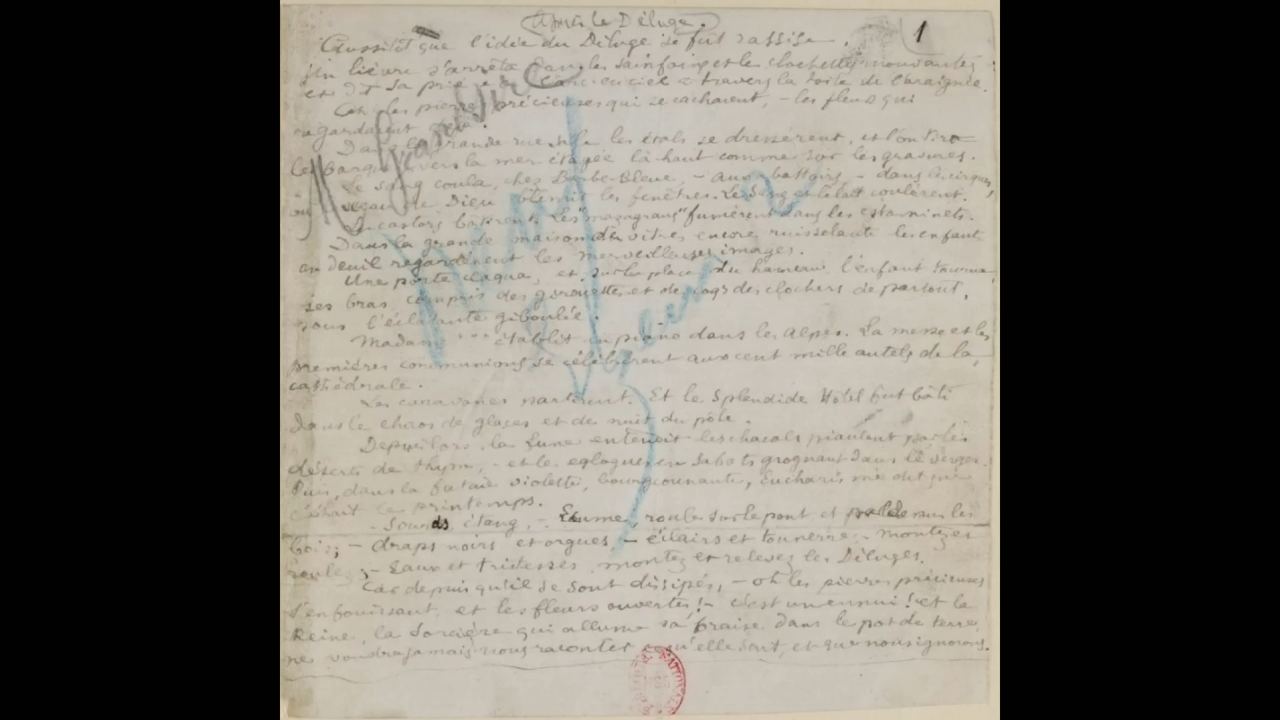 Après le Déluge.
1
Aussitôt que l'idée du Déluge se fut rassise,
Un lièvre s'arrêta dans les sainfoins et les clochettes mouvantes
et dit sa prière à l'arc-en-ciel à travers la toile de l'araignée.
Oh les pierres précieuses qui se cachaient, – les fleurs qui
regardaient déjà.
Dans la grande rue sale les étals se dressèrent, et l'on tira
les barques vers la mer étagée là-haut comme sur les gravures.
Le sang coula, chez Barbe-Bleue, – aux abattoirs, – dans les cirques,
où le sceau de Dieu blêmit les fenêtres. Le sang et le lait coulèrent.
Les castors bâtirent. Les "mazagrans" fumèrent dans les estaminets.
Dans la grande maison de vitres encore ruisselante les enfants
en deuil regardèrent les merveilleuses images.
Une porte claqua, et, sur la place du hameau, l'enfant tourna
ses bras, compris des girouettes et des coqs des clochers de partout,
sous l'éclatante giboulée.
Madame *** établit un piano dans les Alpes. La messe et les
premières communions se célébrèrent aux cent mille autels de la
cathédrale.
Les caravanes partirent. Et le Splendide Hôtel fut bâti
dans le chaos de glaces et de nuit du pôle.
Depuis lors, la Lune entendit les chacals piaulant par les
déserts de thym, – et les églogues en sabots grognant dans le verger.
Puis, dans la futaie violette, bourgeonnante, Eucharis me dit que
c'était le printemps.
– Sourds, étang, – Écume, roule sur le pont, et par dessus les
bois; – draps noirs et orgues, – éclairs et tonnerre, – montez et
roulez; – Eaux et tristesses, montez et relevez les Déluges.
Car depuis qu'ils se sont dissipés, – oh les pierres précieuses
s'enfouissant, et les fleurs ouvertes! – c'est un ennui! et la
Reine, la Sorcière qui allume sa braise dans le pot de terre,
ne voudra jamais nous raconter ce qu'elle sait, et que nous ignorons.